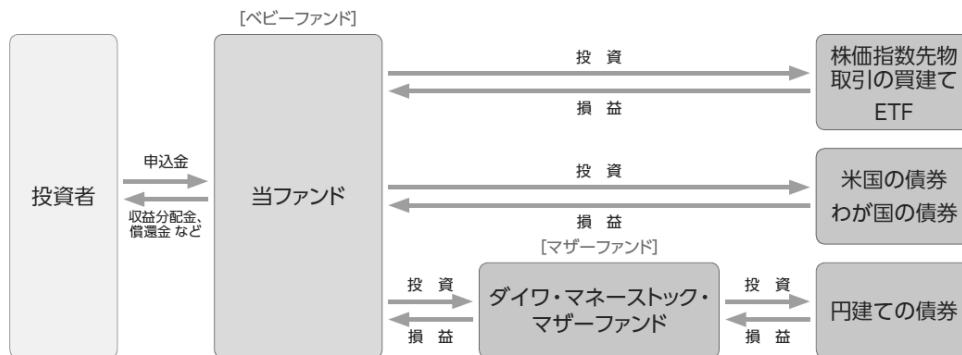 [ベビーファンド]
投資者
申込金
収益分配金、
償還金 など
当ファンド
投 資
損 益
株価指数先物
取引の買建て
ETF
投 資
損 益
米国の債券
わが国の債券
[マザーファンド]
投 資
損 益
ダイワ・マネーストック・
マザーファンド
投 資
損 益
円建ての債券